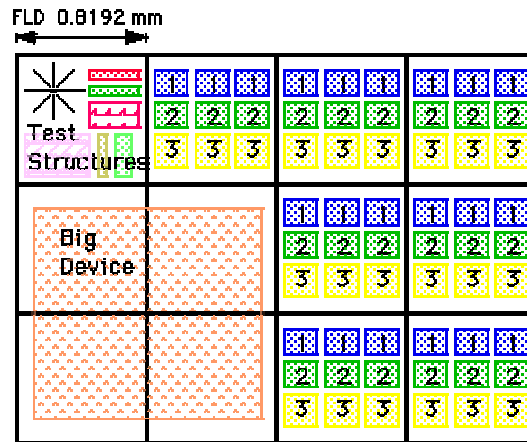 FLD 0.8192 mm
1 1 1 1 1 1 1 1 1
2 2 2 2 2 2 2 2 2
Test
3 3 3 3 3 3 3 3 3
Structures
1 1 1 1 1 1
Big
2 2 2 2 2 2
Device
3 3 3 3 3 3
1 1 1 1 1 1
2 2 2 2 2 2
3 3 3 3 3 3